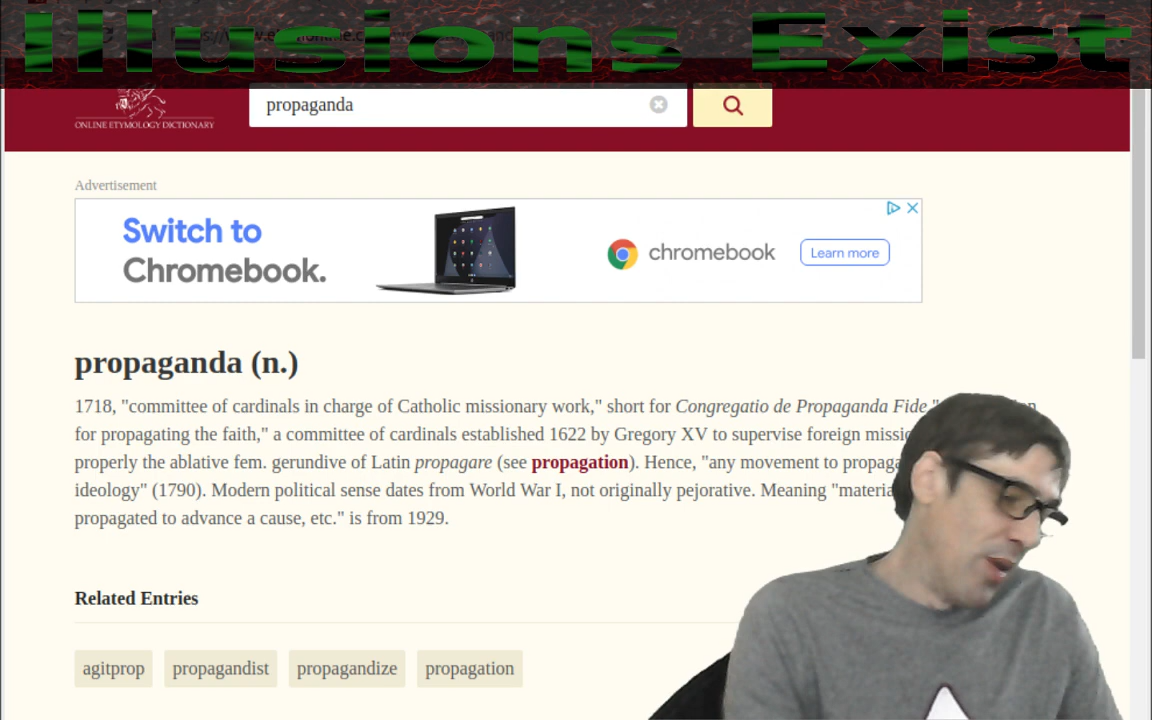 Illusions Exist
propaganda
ONLINE ETYMOLOGY DICTIONARY
Advertisement
Switch to
Chromebook.
chromebook
Learn more
propaganda (n.)
1718, "committee of cardinals in charge of Catholic missionary work," short for Congregatio de Propaganda Fide
for propagating the faith," a committee of cardinals established 1622 by Gregory XV to supervise foreign
properly the ablative fem. gerundive of Latin propagare (see propagation). Hence, "any movement to
ideology" (1790). Modern political sense dates from World War I, not originally pejorative. Meaning
propagated to advance a cause, etc." is from 1929.
Related Entries
agitprop propagandist propagandize propagation